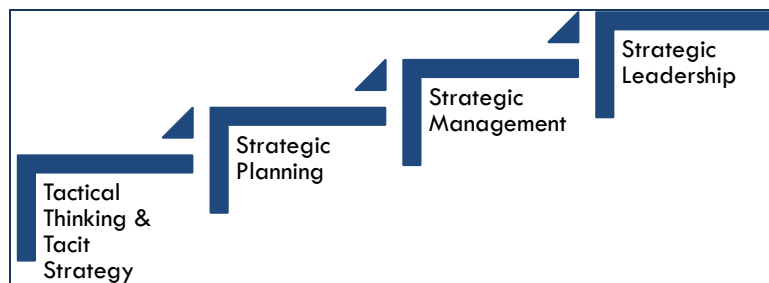 Tactical
Thinking &
Tacit
Strategy
Strategic
Planning
Strategic
Management
Strategic
Leadership